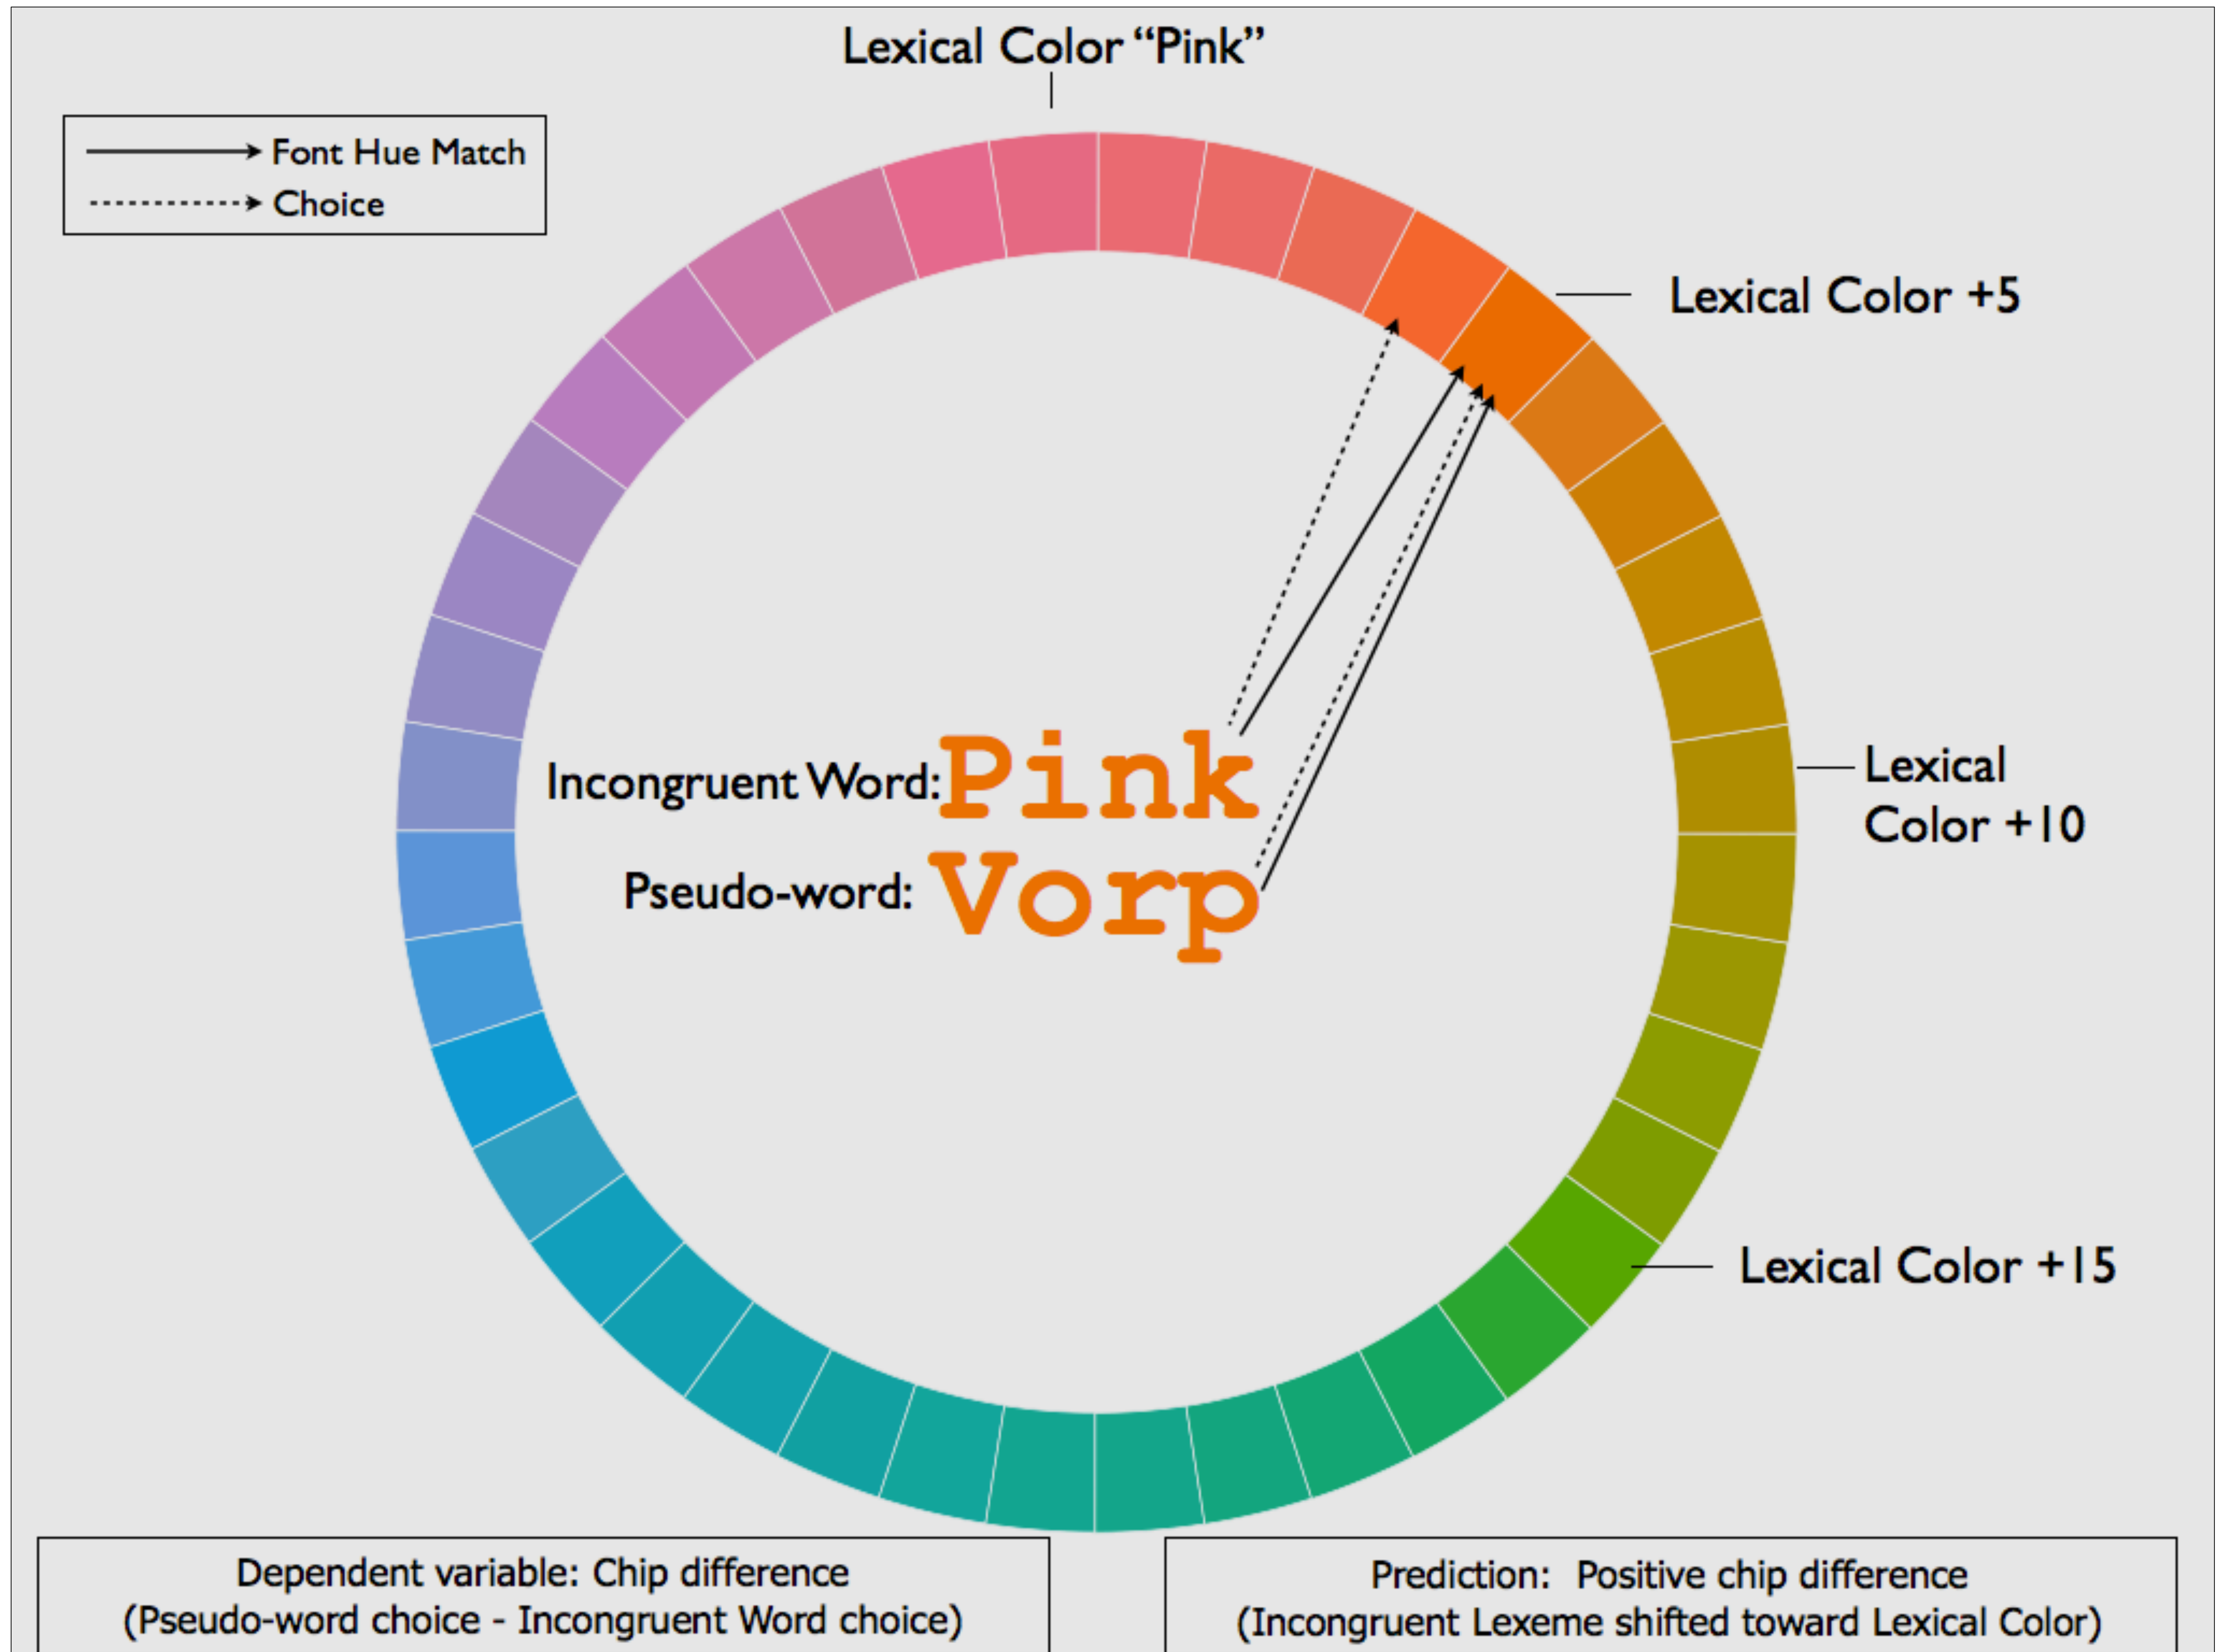 Lexical Color “Pink”
Font Hue Match
Choice
Lexical Color +5
Incongruent Word: Pink
Lexical
Color +10
Pseudo-word: Vorp
Lexical Color +15
Dependent variable: Chip difference
(Pseudo-word choice - Incongruent Word choice)
Prediction: Positive chip difference
(Incongruent Lexeme shifted toward Lexical Color)